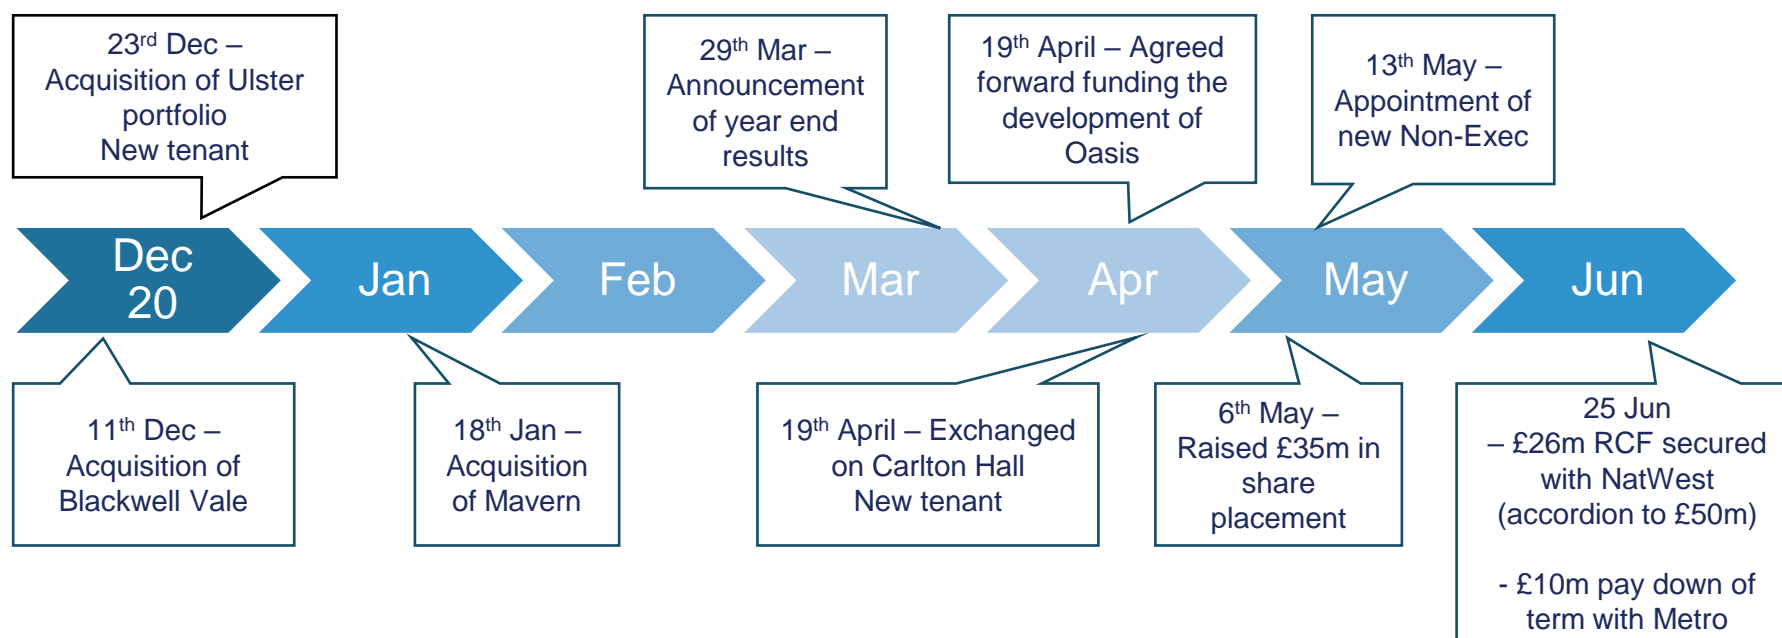 23rd Dec –
Acquisition of Ulster
portfolio
New tenant
29th Mar –
Announcement
of year end
results
19th April – Agreed
forward funding the
development of
Oasis
13th May –
Appointment of
new Non-Exec
Dec
20
Jan
Feb
Mar
Apr
May
Jun
11th Dec –
Acquisition of
Blackwell Vale
18th Jan –
Acquisition
of Mavern
19th April – Exchanged
on Carlton Hall
New tenant
6th May –
Raised £35m in
share
placement
25 Jun
– £26m RCF secured
with NatWest
(accordion to £50m)
- £10m pay down of
term with Metro